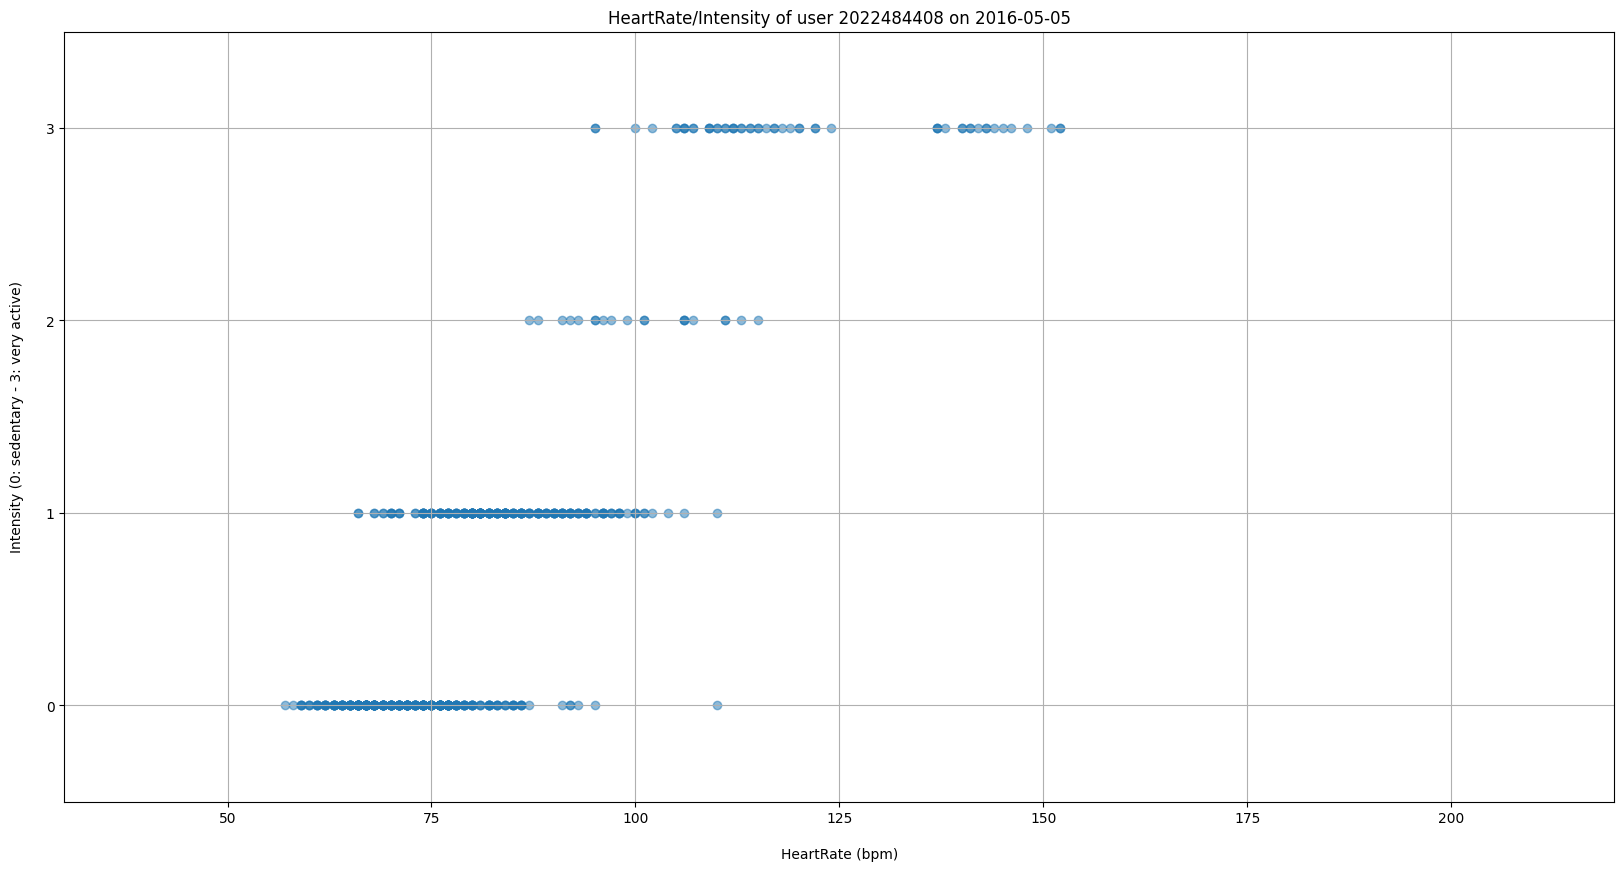 HeartRate/Intensity of user 2022484408 on 2016-05-05
Intensity (0: sedentary - 3: very active)
3
2
1
0
50 75 100 125 150 175 200
HeartRate (bpm)